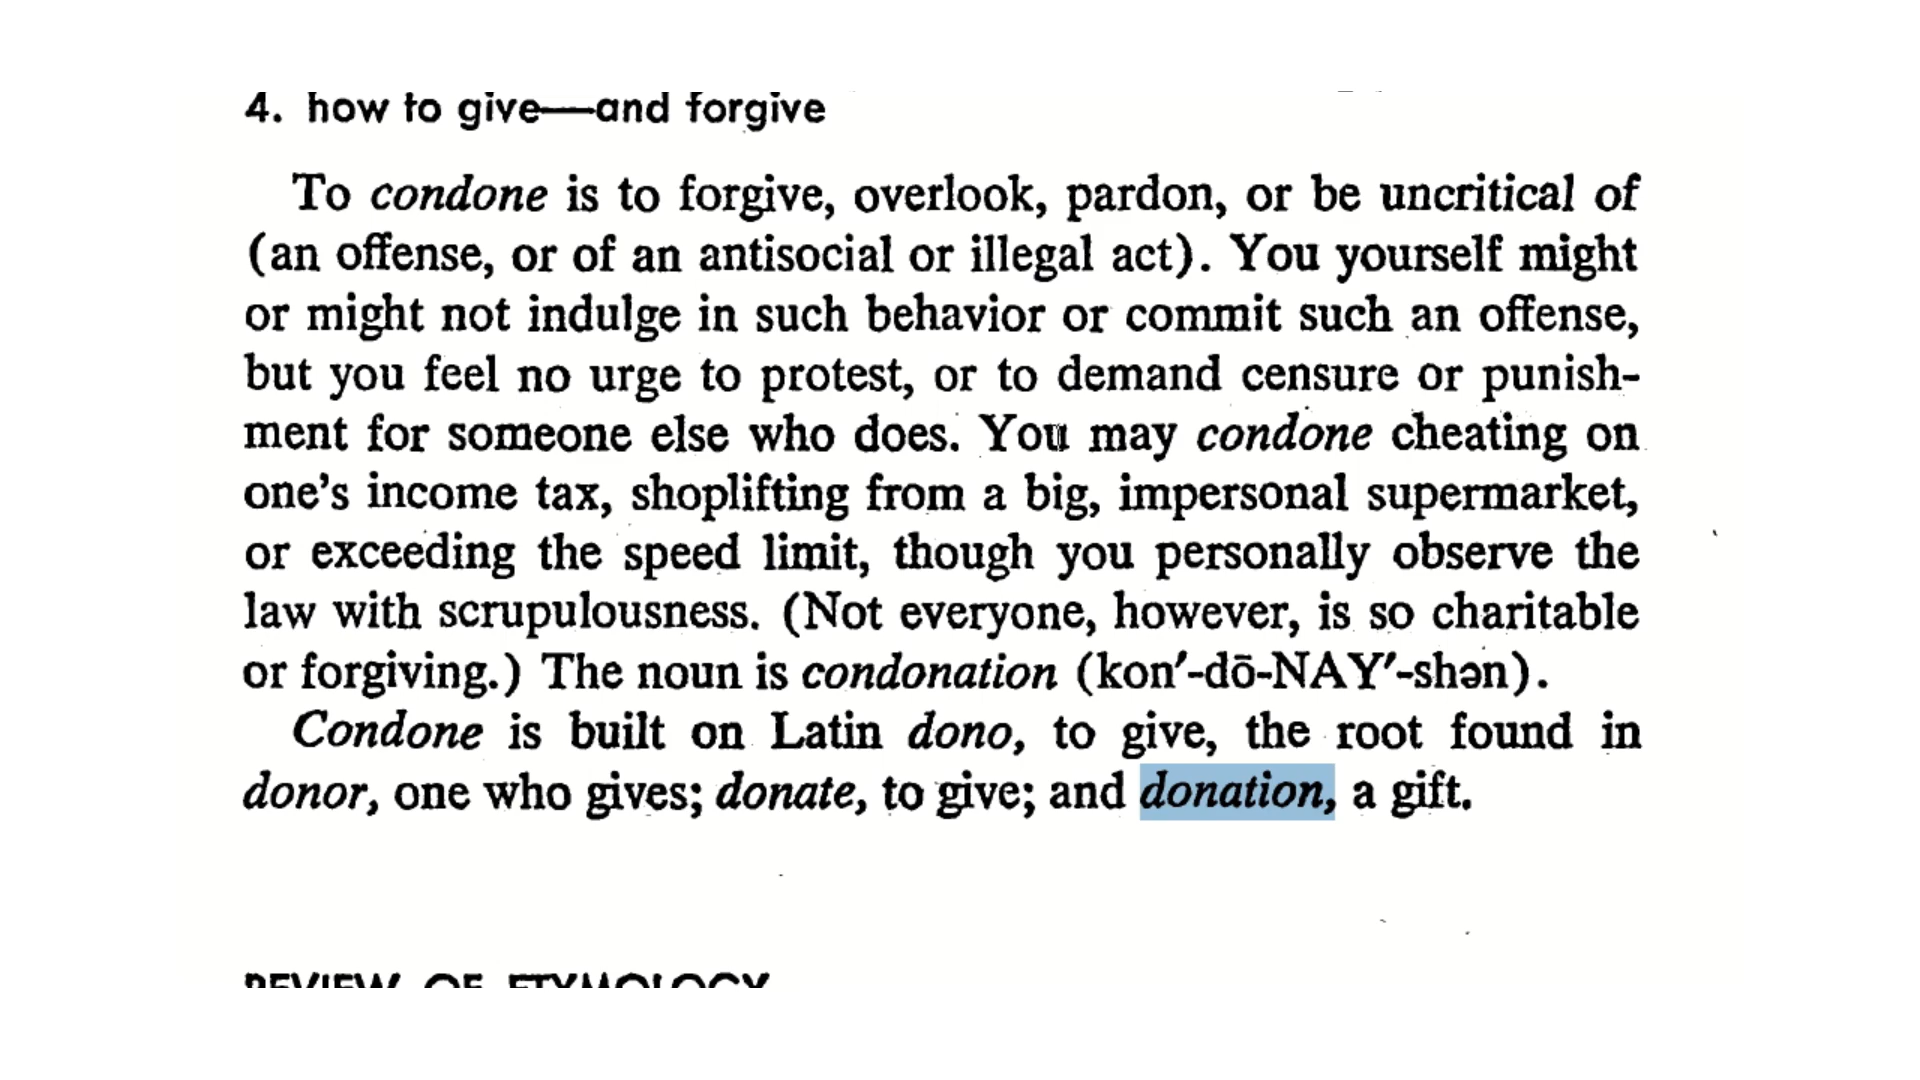 4. how to give—and forgive
To condone is to forgive, overlook, pardon, or be uncritical of
(an offense, or of an antisocial or illegal act). You yourself might
or might not indulge in such behavior or commit such an offense,
but you feel no urge to protest, or to demand censure or punish-
ment for someone else who does. You may condone cheating on
one's income tax, shoplifting from a big, impersonal supermarket,
or exceeding the speed limit, though you personally observe the
law with scrupulousness. (Not everyone, however, is so charitable
or forgiving.) The noun is condonation (kon′-dō-NAY′-shən).
Condone is built on Latin dono, to give, the root found in
donor, one who gives; donate, to give; and donation, a gift.
REVIEW OF ETYMOLOGY